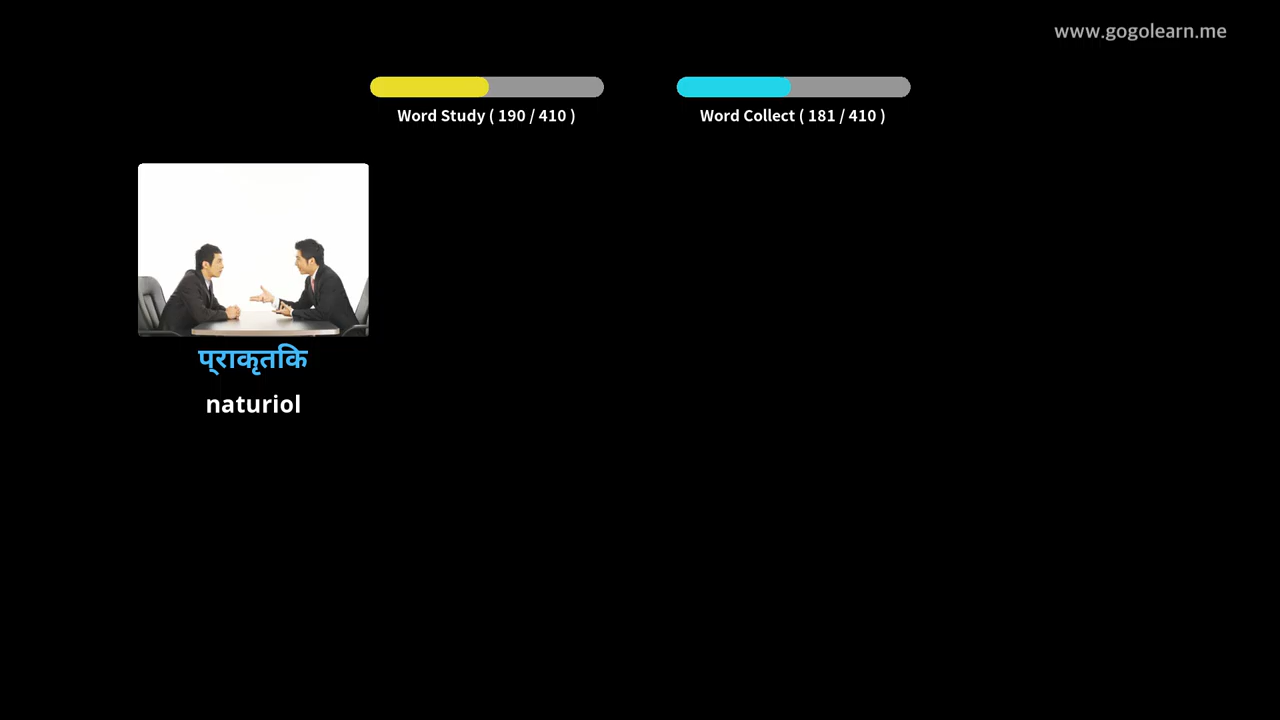 www.gogolearn.me
Word Study ( 190 / 410 )
Word Collect ( 181 / 410 )
प्राकृतकि
naturiol